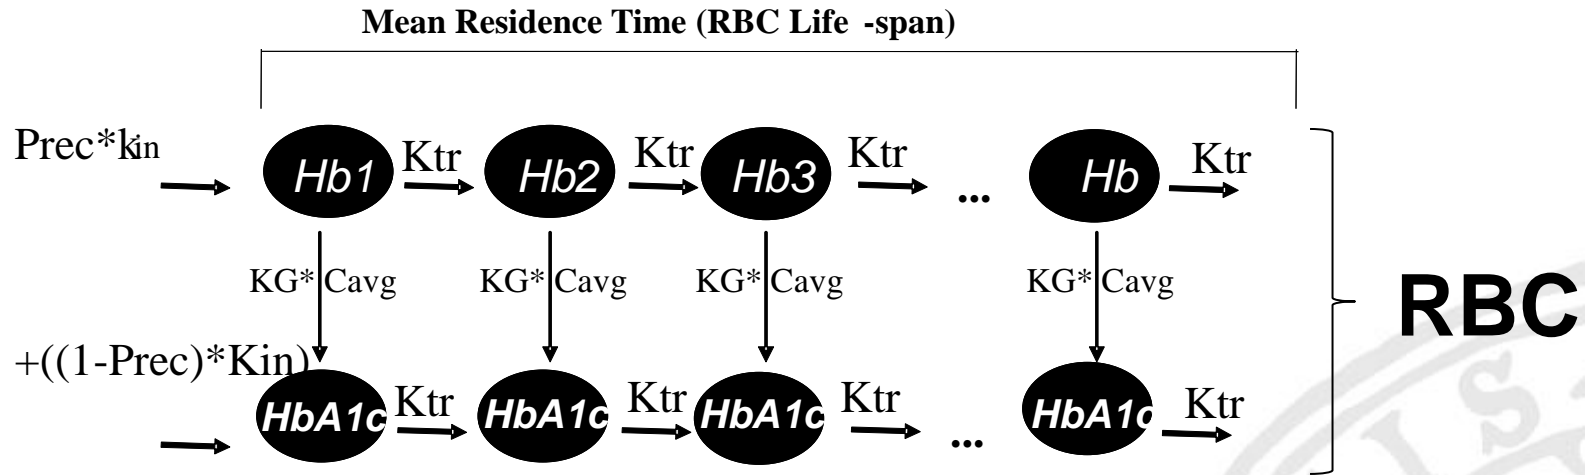 Mean Residence Time (RBC Life -span)
Prec*kin
Hb1 Ktr Hb2 Ktr Hb3 Ktr ... Hb Ktr
KG* Cavg KG* Cavg KG* Cavg KG* Cavg
RBC
+((1-Prec)*Kin)
HbA1c Ktr HbA1c Ktr HbA1c Ktr ... HbA1c Ktr